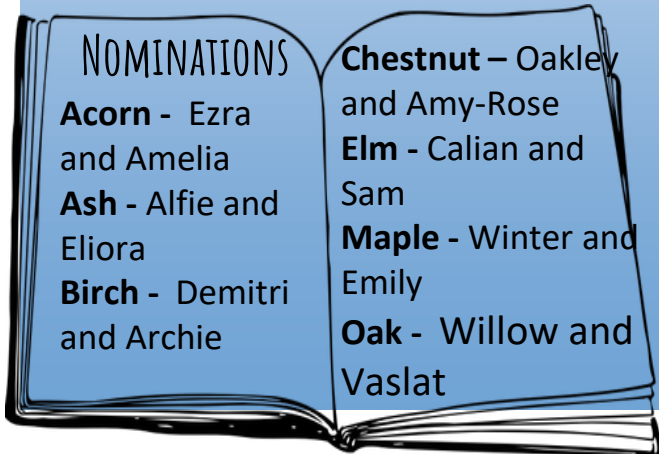 NOMINATIONS
Acorn - Ezra
and Amelia
Ash - Alfie and
Eliora
Birch - Demitri
and Archie
Chestnut – Oakley
and Amy-Rose
Elm - Calian and
Sam
Maple - Winter and
Emily
Oak - Willow and
Vaslat